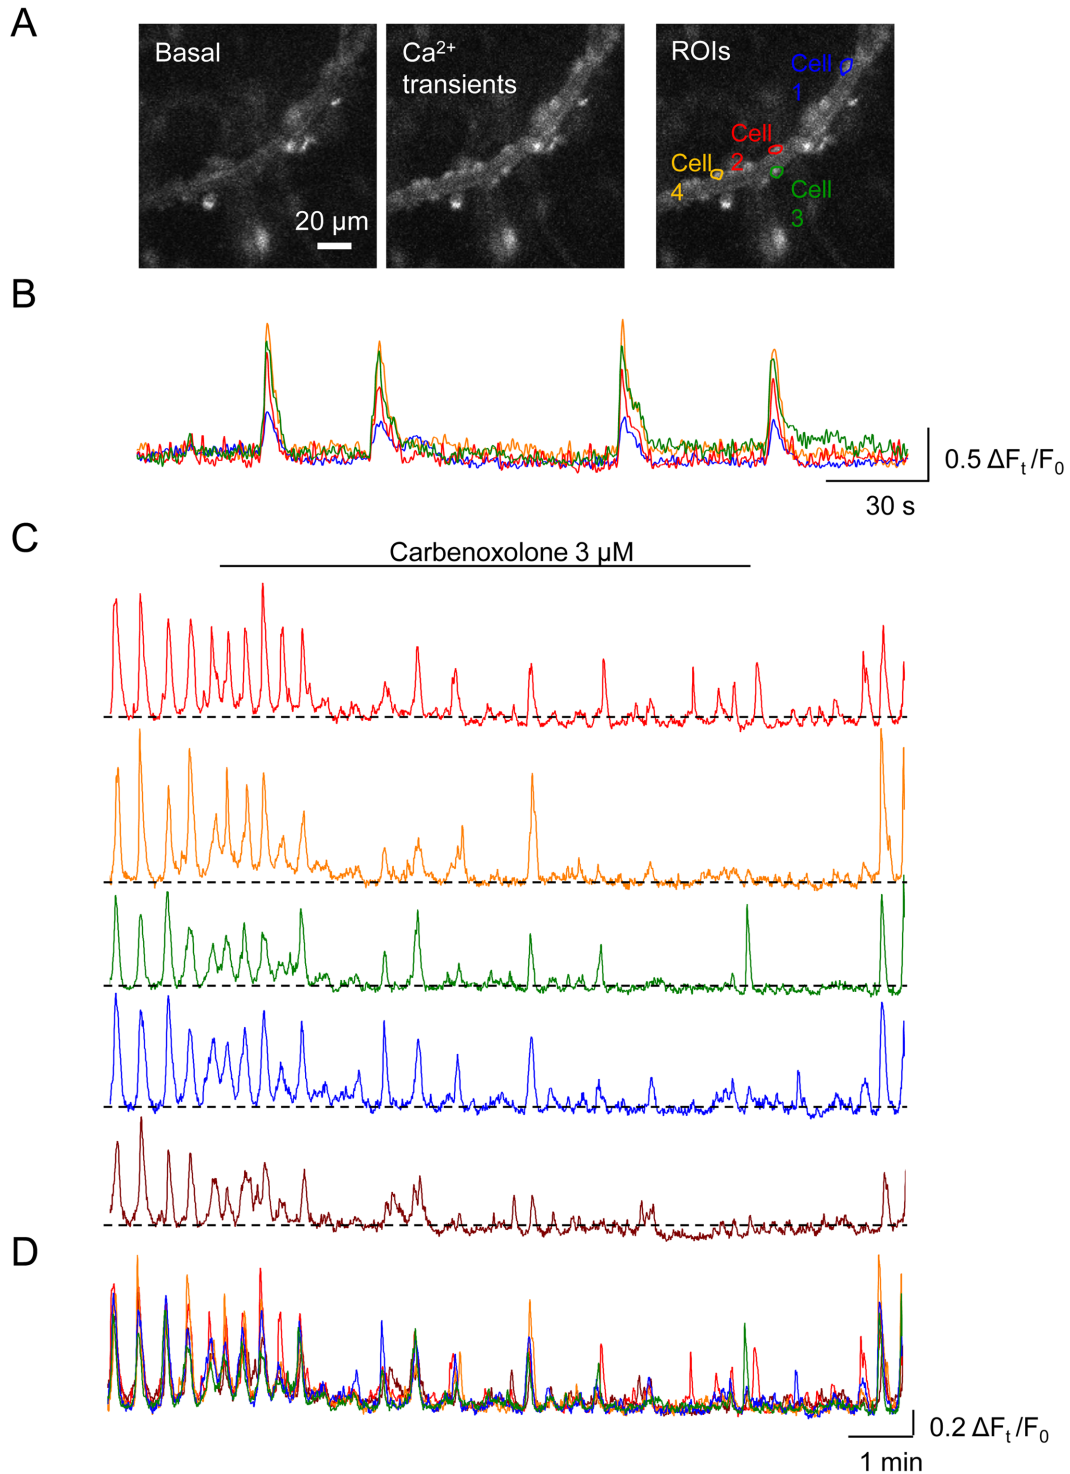 A
Basal
Ca²⁺
transients
ROIs
Cell
1
Cell
2
Cell
4
Cell
3
20 µm
B
0.5 ΔFₜ/F₀
30 s
C
Carbenoxolone 3 µM
D
0.2 ΔFₜ/F₀
1 min